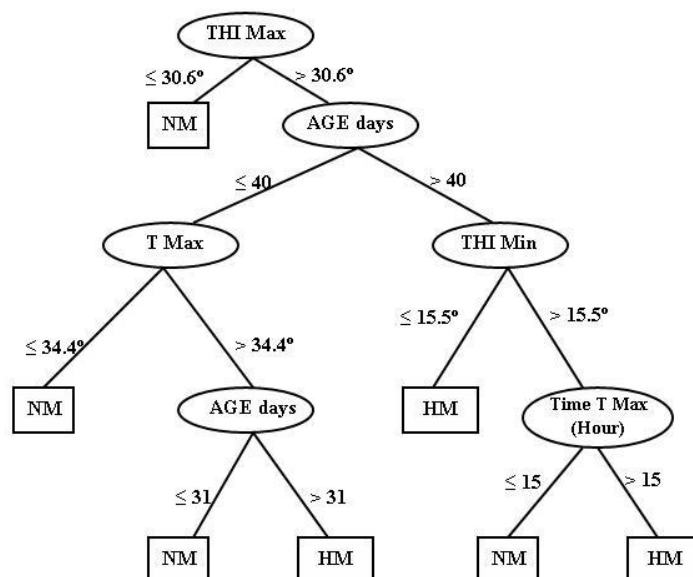 THI Max
≤ 30.6º
> 30.6º
NM
AGE days
≤ 40
> 40
T Max
THI Min
≤ 34.4º
> 34.4º
≤ 15.5º
> 15.5º
NM
AGE days
HM
Time T Max
(Hour)
≤ 31
> 31
≤ 15
> 15
NM
HM
NM
HM